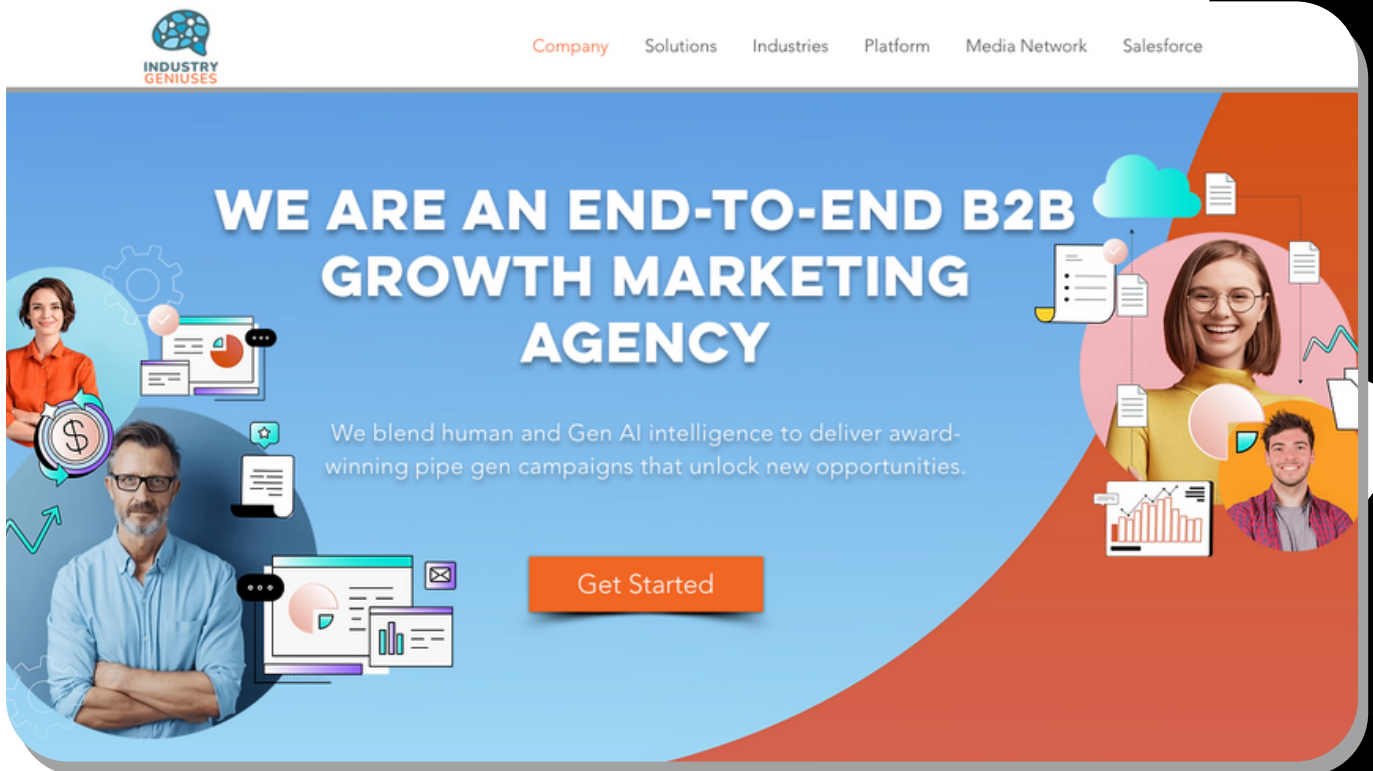 INDUSTRY
GENIUSES
Company Solutions Industries Platform Media Network Salesforce
WE ARE AN END-TO-END B2B
GROWTH MARKETING
AGENCY
We blend human and Gen AI intelligence to deliver award-
winning pipe gen campaigns that unlock new opportunities.
Get Started
$